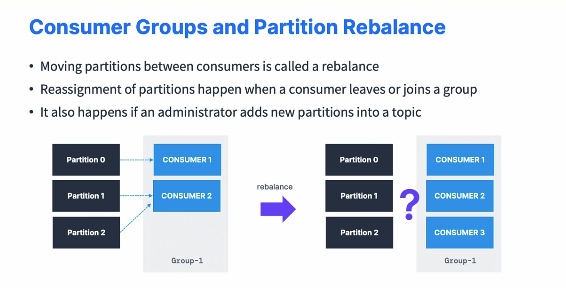 Consumer Groups and Partition Rebalance
• Moving partitions between consumers is called a rebalance
• Reassignment of partitions happen when a consumer leaves or joins a group
• It also happens if an administrator adds new partitions into a topic
Partition 0
CONSUMER 1
Partition 1
CONSUMER 2
Partition 2
Group-1
rebalance
Partition 0
CONSUMER 1
Partition 1
?
CONSUMER 2
Partition 2
CONSUMER 3
Group-1